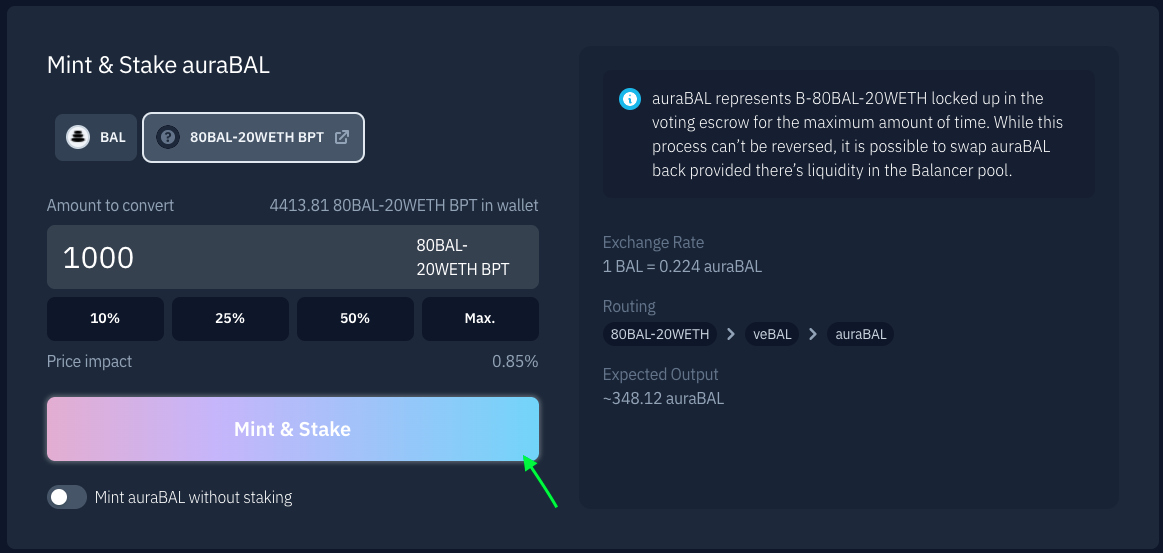 Mint & Stake auraBAL
BAL
80BAL-20WETH BPT
Amount to convert
4413.81 80BAL-20WETH BPT in wallet
1000
80BAL-
20WETH BPT
10%
25%
50%
Max.
Price impact
0.85%
Mint & Stake
Mint auraBAL without staking
auraBAL represents B-80BAL-20WETH locked up in the
voting escrow for the maximum amount of time. While this
process can’t be reversed, it is possible to swap auraBAL
back provided there’s liquidity in the Balancer pool.
Exchange Rate
1 BAL = 0.224 auraBAL
Routing
80BAL-20WETH > veBAL > auraBAL
Expected Output
~348.12 auraBAL